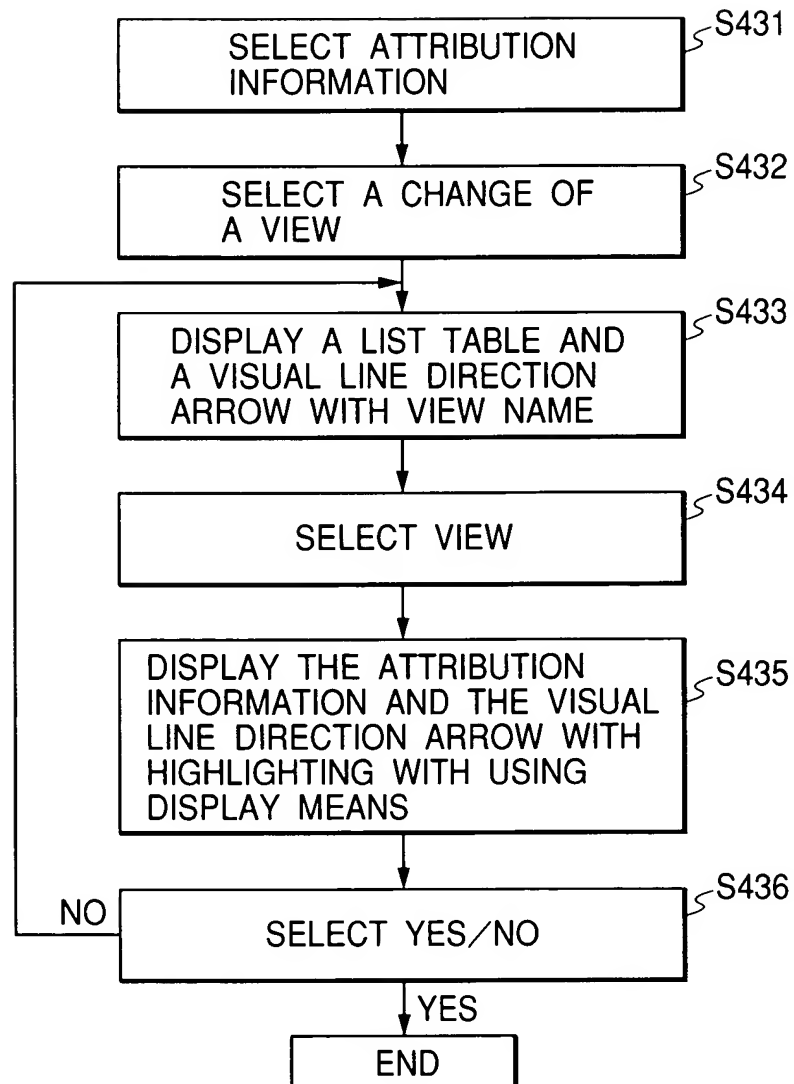 S431
SELECT ATTRIBUTION
INFORMATION
S432
SELECT A CHANGE OF
A VIEW
S433
DISPLAY A LIST TABLE AND
A VISUAL LINE DIRECTION
ARROW WITH VIEW NAME
S434
SELECT VIEW
S435
DISPLAY THE ATTRIBUTION
INFORMATION AND THE VISUAL
LINE DIRECTION ARROW WITH
HIGHLIGHTING WITH USING
DISPLAY MEANS
S436
NO
SELECT YES/NO
YES
END